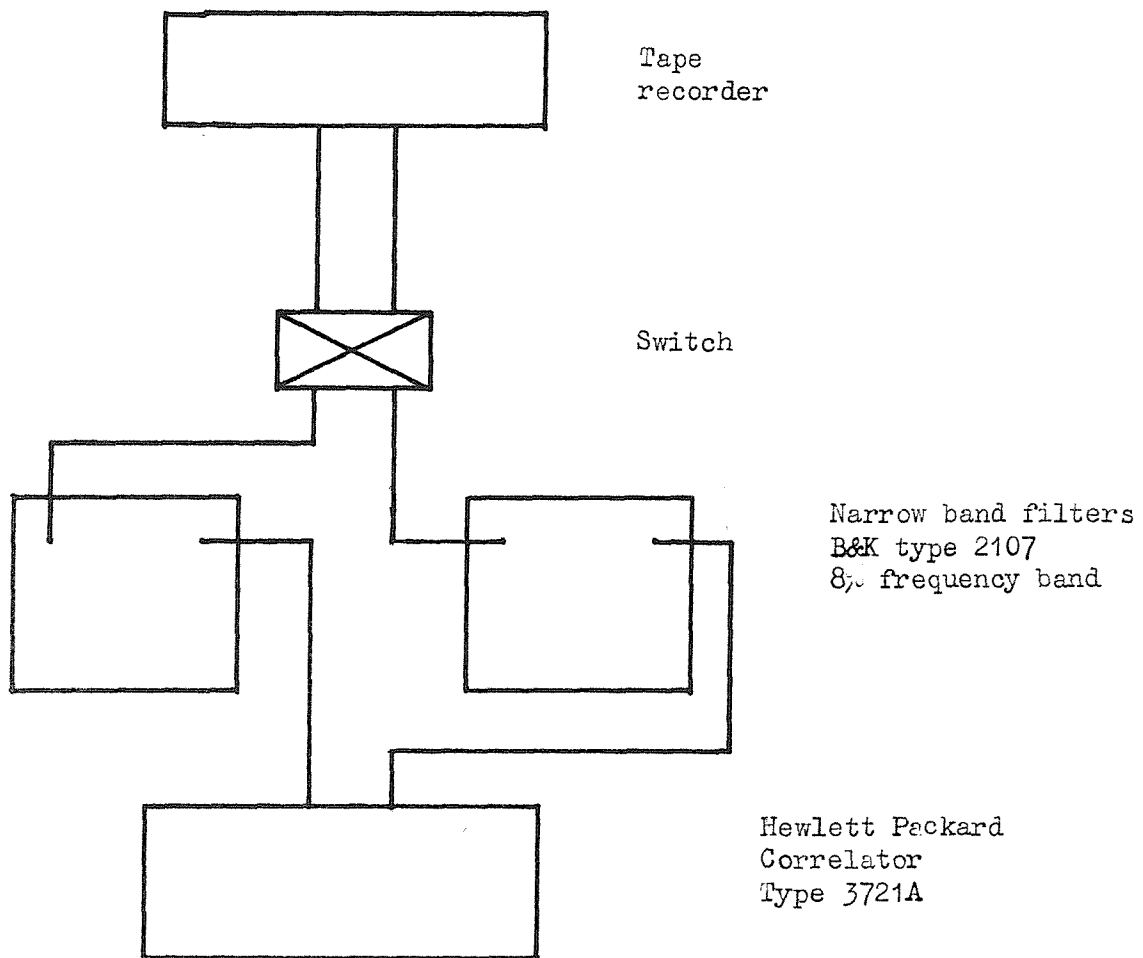 Tape
recorder
Switch
Narrow band filters
B&K type 2107
frequency band
Hewlett Packard
Correlator
Type 3721A